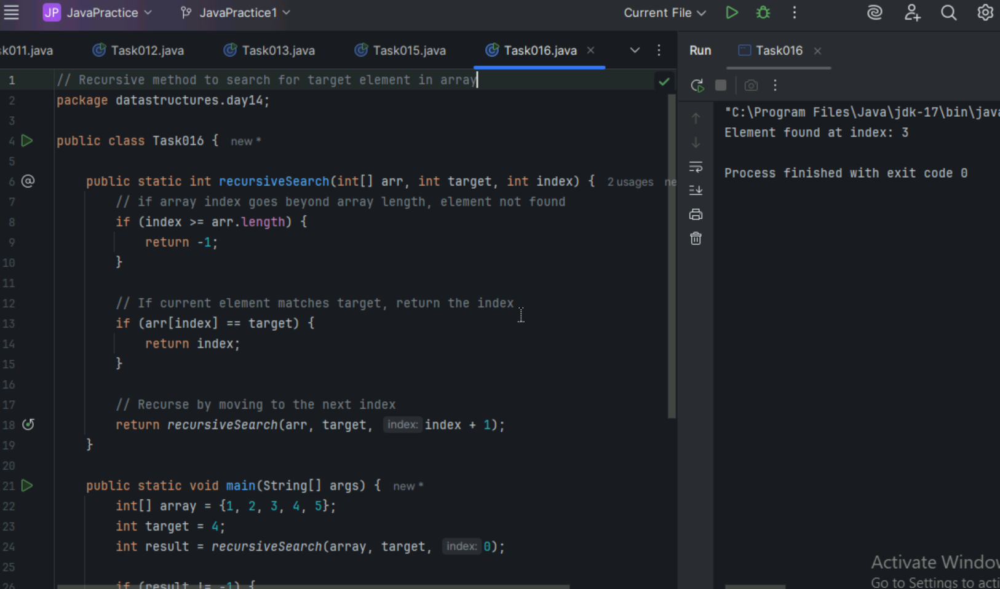 JP JavaPractice JavaPractice1 Current File
k011.java Task012.java Task013.java Task015.java Task016.java Run Task016
1 // Recursive method to search for target element in array
2 package datastructures.day14;
3
4 public class Task016 { new *
5
6 @ public static int recursiveSearch(int[] arr, int target, int index) { 2 usages ne
7 // if array index goes beyond array length, element not found
8 if (index >= arr.length) {
9 return -1;
10 }
11
12 // If current element matches target, return the index
13 if (arr[index] == target) {
14 return index;
15 }
16
17 // Recurse by moving to the next index
18 return recursiveSearch(arr, target, index: index + 1);
19 }
20
21 public static void main(String[] args) { new *
22 int[] array = {1, 2, 3, 4, 5};
23 int target = 4;
24 int result = recursiveSearch(array, target, index: 0);
25
26 if (result != -1) {
"C:\Program Files\Java\jdk-17\bin\java
Element found at index: 3
Process finished with exit code 0
Activate Window
Go to Settings to acti